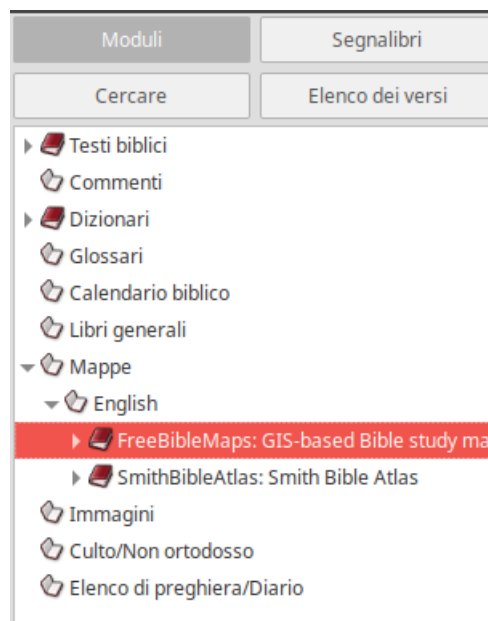 Moduli
Segnalibri
Cercare
Elenco dei versi
Testi biblici
Commenti
Dizionari
Glossari
Calendario biblico
Libri generali
Mappe
English
FreeBibleMaps: GIS-based Bible study ma
SmithBibleAtlas: Smith Bible Atlas
Immagini
Culto/Non ortodosso
Elenco di preghiera/Diario